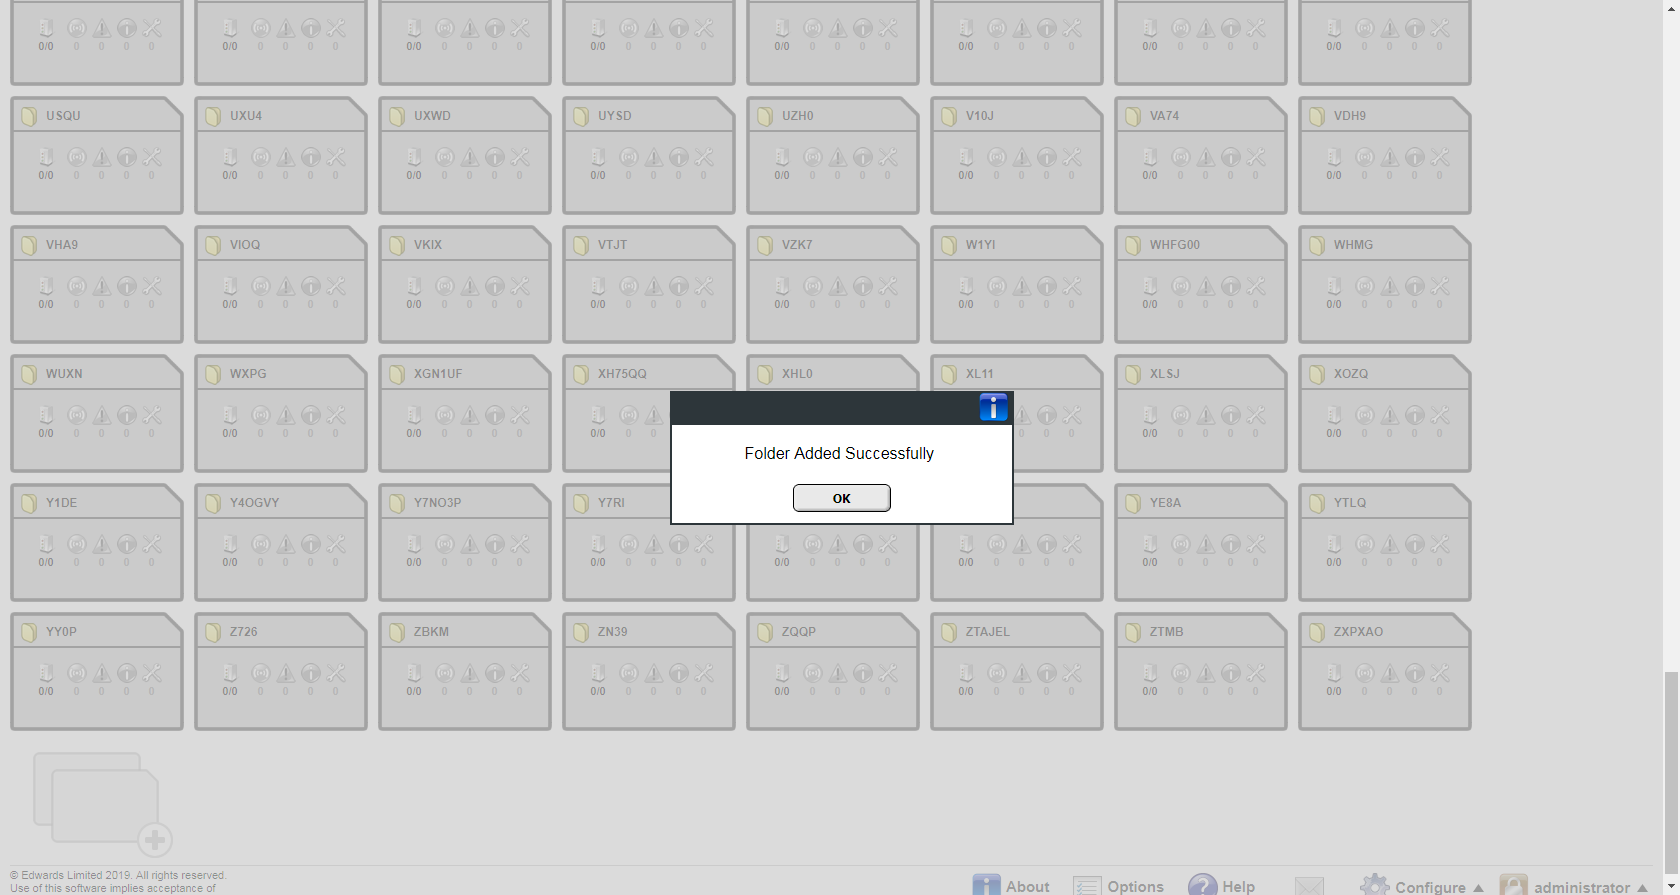 0/0 0 0 0 0 0/0 0 0 0 0 0/0 0 0 0 0 0/0 0 0 0 0 0/0 0 0 0 0 0/0 0 0 0 0 0/0 0 0 0 0 0/0 0 0 0 0
USQU UXU4 UXWD UYSD UZH0 V10J VA74 VDH9
0/0 0 0 0 0 0/0 0 0 0 0 0/0 0 0 0 0 0/0 0 0 0 0 0/0 0 0 0 0 0/0 0 0 0 0 0/0 0 0 0 0 0/0 0 0 0 0
VHA9 VIOQ VKIX VTJT VZK7 W1YI WHFG00 WHMG
0/0 0 0 0 0 0/0 0 0 0 0 0/0 0 0 0 0 0/0 0 0 0 0 0/0 0 0 0 0 0/0 0 0 0 0 0/0 0 0 0 0 0/0 0 0 0 0
WUXN WXPG XGN1UF XH75QQ XHL0 XL11 XLSJ XOZQ
0/0 0 0 0 0 0/0 0 0 0 0 0/0 0 0 0 0 0/0 0 0 0 0 0/0 0 0 0 0 0/0 0 0 0 0
Folder Added Successfully
OK
Y1DE Y4OGVY Y7NO3P Y7RI YE8A YTLQ
0/0 0 0 0 0 0/0 0 0 0 0 0/0 0 0 0 0 0/0 0 0 0 0 0/0 0 0 0 0 0/0 0 0 0 0 0/0 0 0 0 0 0/0 0 0 0 0
YY0P Z726 ZBKM ZN39 ZQQP ZTAJEL ZTMB ZXPXAO
0/0 0 0 0 0 0/0 0 0 0 0 0/0 0 0 0 0 0/0 0 0 0 0 0/0 0 0 0 0 0/0 0 0 0 0 0/0 0 0 0 0 0/0 0 0 0 0
© Edwards Limited 2019. All rights reserved.
Use of this software implies acceptance of
About Options Help Configure administrator